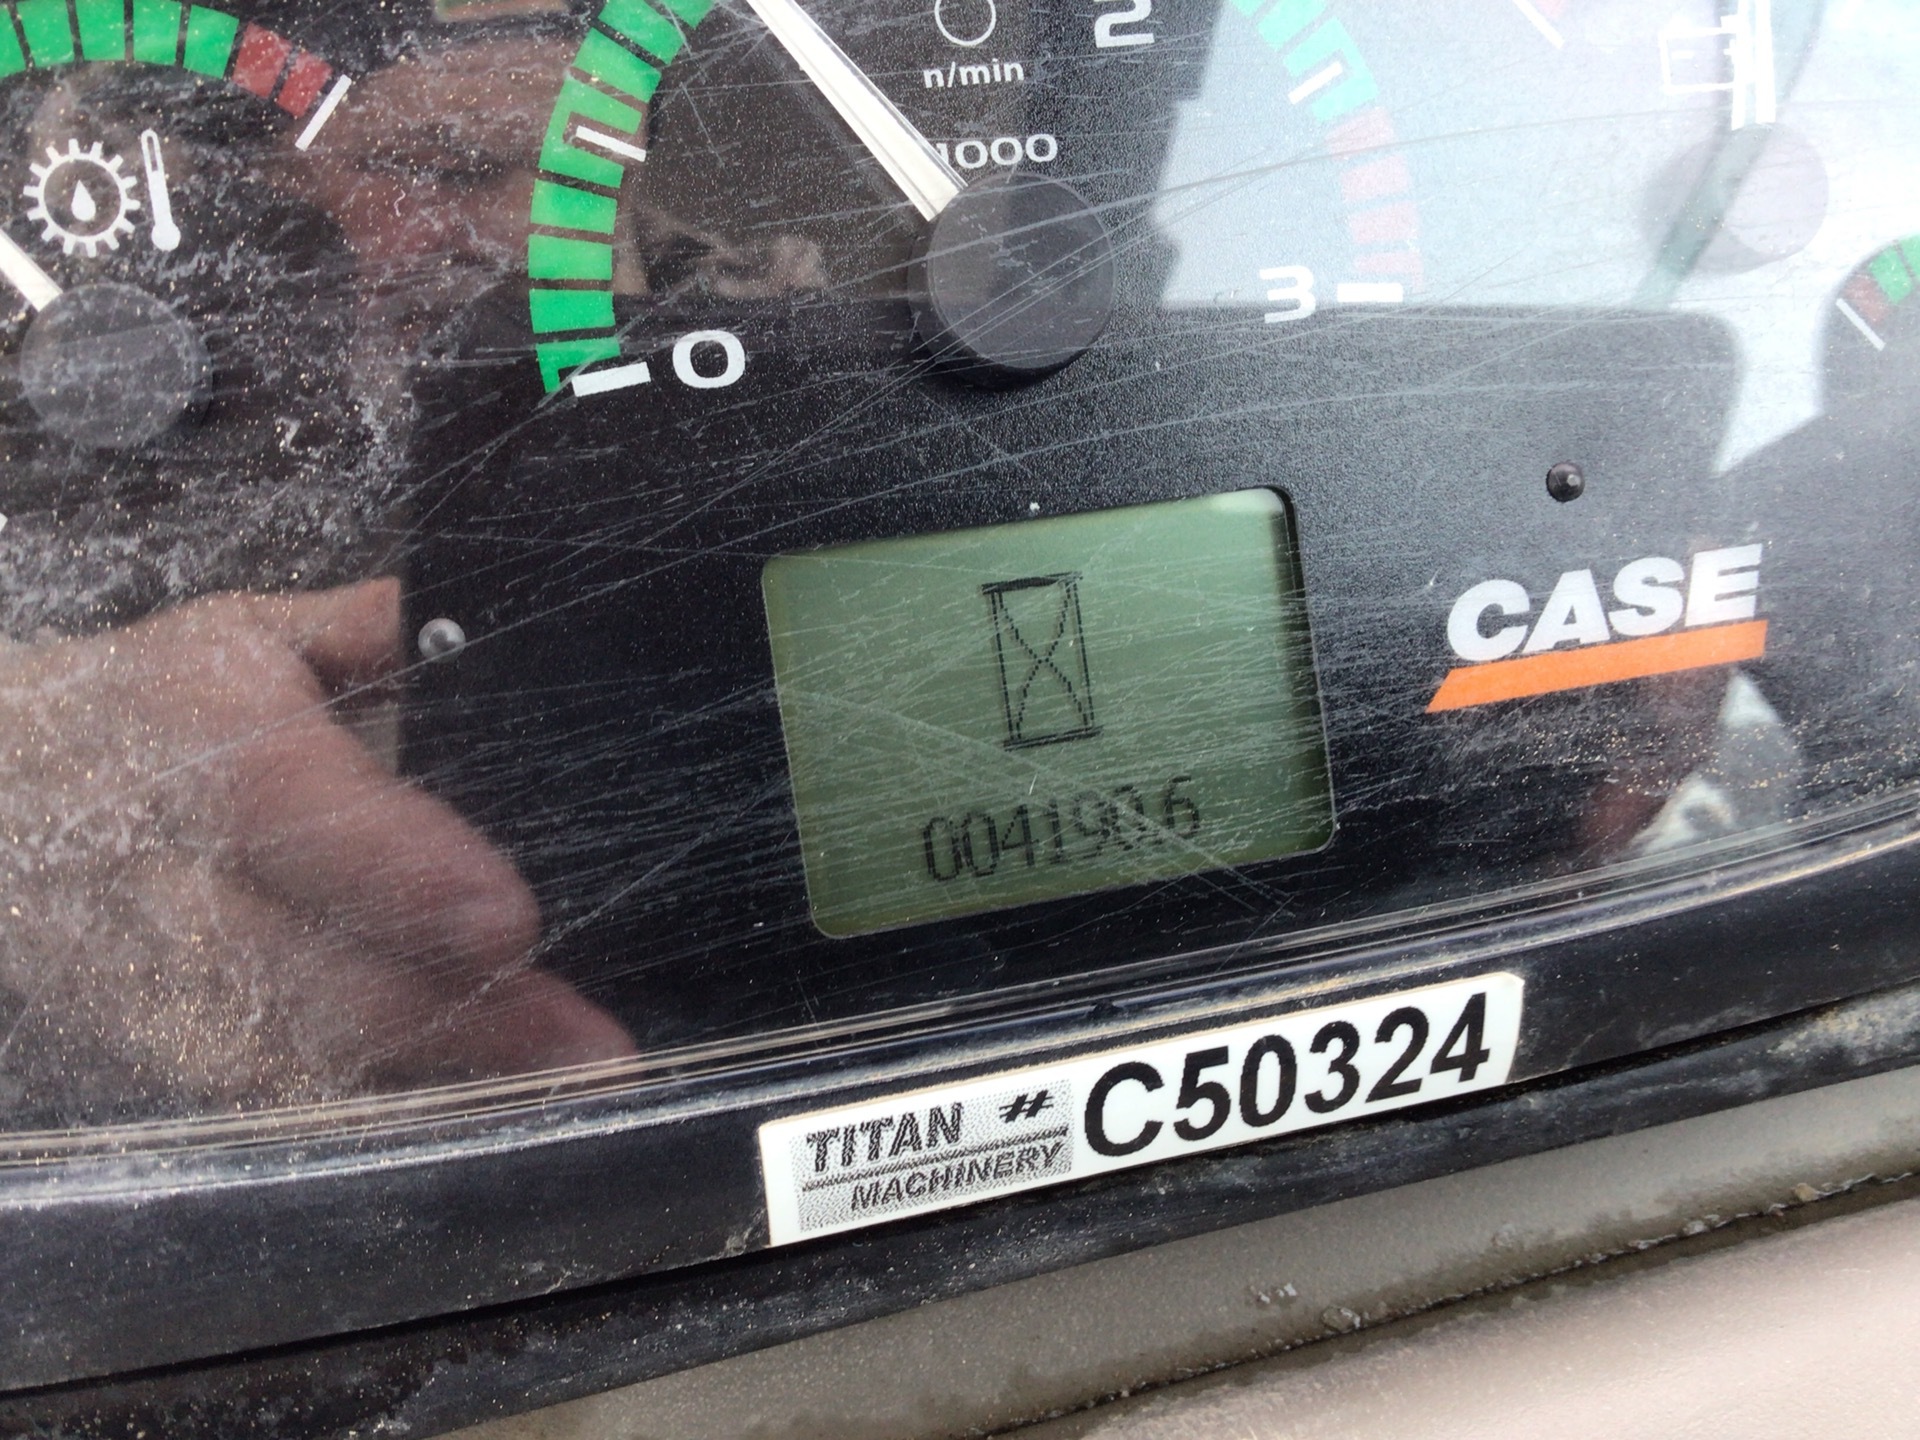 n/min
2
1000
3
0
004190.6
CASE
TITAN # C50324
MACHINERY